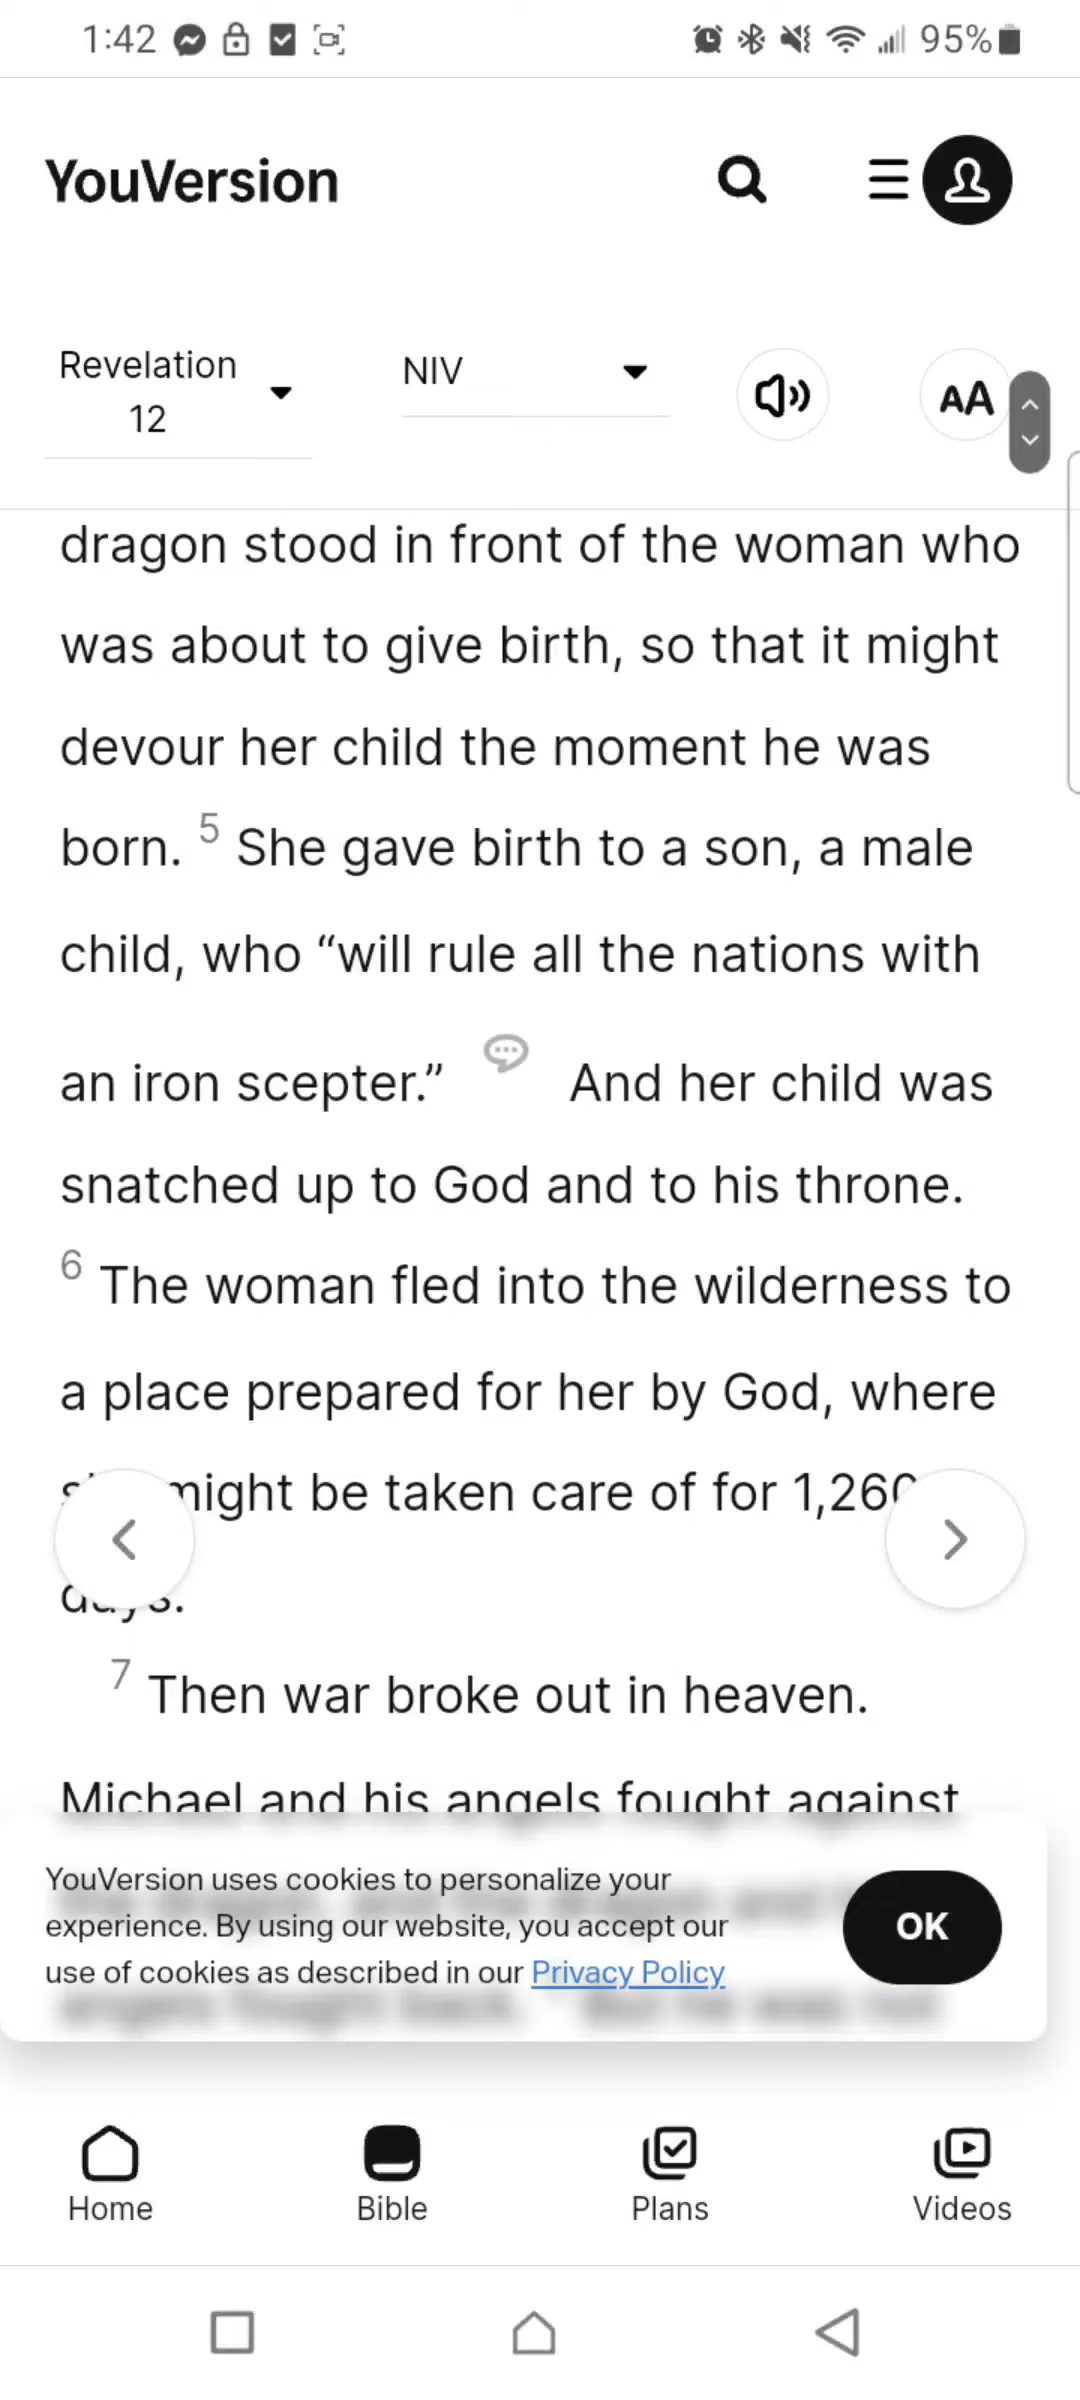 1:42 95%
YouVersion
Revelation
12
NIV
AA
dragon stood in front of the woman who
was about to give birth, so that it might
devour her child the moment he was
born. 5 She gave birth to a son, a male
child, who “will rule all the nations with
an iron scepter.” And her child was
snatched up to God and to his throne.
6 The woman fled into the wilderness to
a place prepared for her by God, where
might be taken care of for 1,260
days.
7 Then war broke out in heaven.
Michael and his angels fought against
YouVersion uses cookies to personalize your
experience. By using our website, you accept our
use of cookies as described in our Privacy Policy
OK
Home Bible Plans Videos